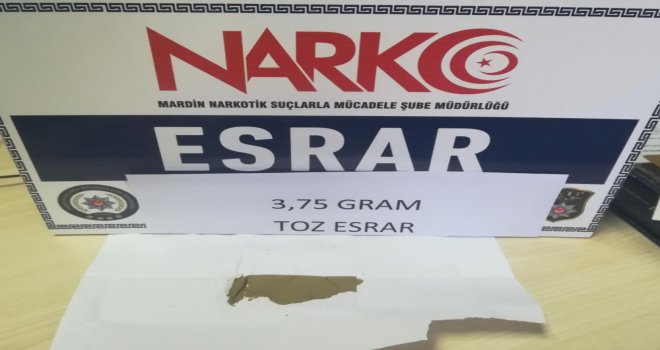 NARKO
MARDİN NARKOTİK SUÇLARLA MÜCADELE ŞUBE MÜDÜRLÜĞÜ
ESRAR
3,75 GRAM
TOZ ESRAR